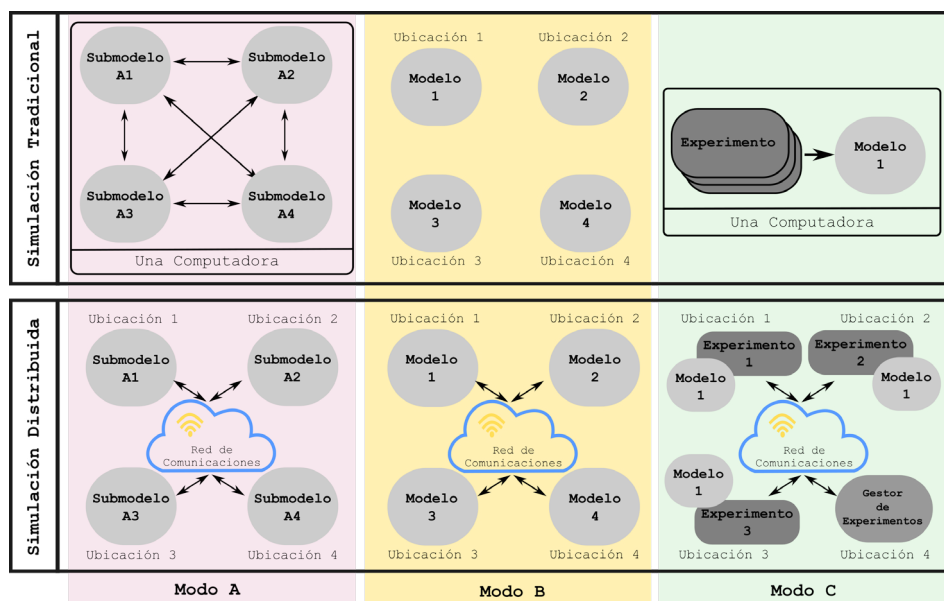 Simulación Tradicional
Submodelo
A1
Submodelo
A2
Submodelo
A3
Submodelo
A4
Una Computadora
Ubicación 1
Ubicación 2
Modelo
1
Modelo
2
Modelo
3
Modelo
4
Ubicación 3
Ubicación 4
Experimento
Modelo
1
Una Computadora
Simulación Distribuida
Ubicación 1
Ubicación 2
Submodelo
A1
Submodelo
A2
Red de
Comunicaciones
Submodelo
A3
Submodelo
A4
Ubicación 3
Ubicación 4
Ubicación 1
Ubicación 2
Modelo
1
Modelo
2
Red de
Comunicaciones
Modelo
3
Modelo
4
Ubicación 3
Ubicación 4
Ubicación 1
Ubicación 2
Experimento
1
Experimento
2
Modelo
1
Modelo
1
Red de
Comunicaciones
Modelo
1
Experimento
3
Gestor
de
Experimentos
Ubicación 3
Ubicación 4
Modo A
Modo B
Modo C